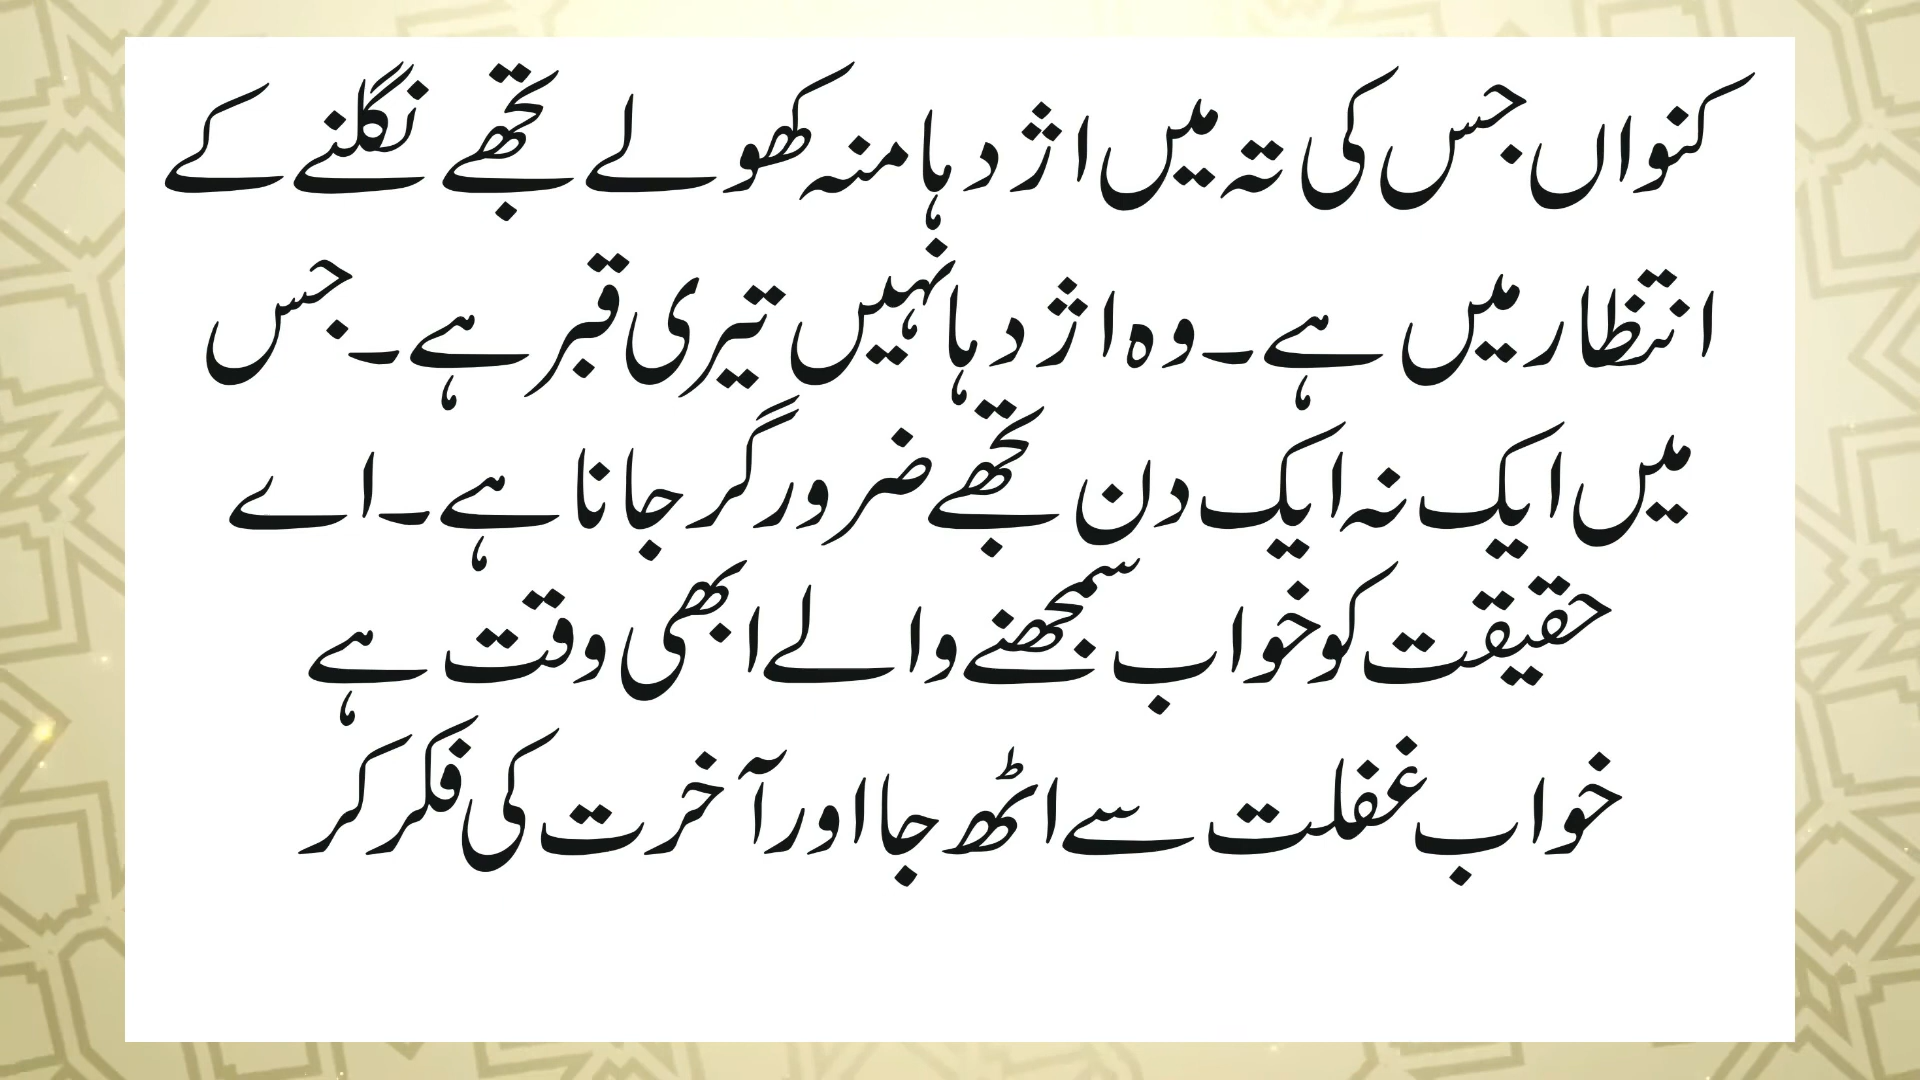 کنواں جس کی تہ میں اژدہا منہ کھولے تجھے نگلنے کے
انتظار میں ہے۔ وہ اژدہا نہیں تیری قبر ہے۔ جس
میں ایک نہ ایک دن تجھے ضرور گر جانا ہے۔ اے
حقیقت کو خواب سمجھنے والے ابھی وقت ہے
خواب غفلت سے اٹھ جا اور آخرت کی فکر کر